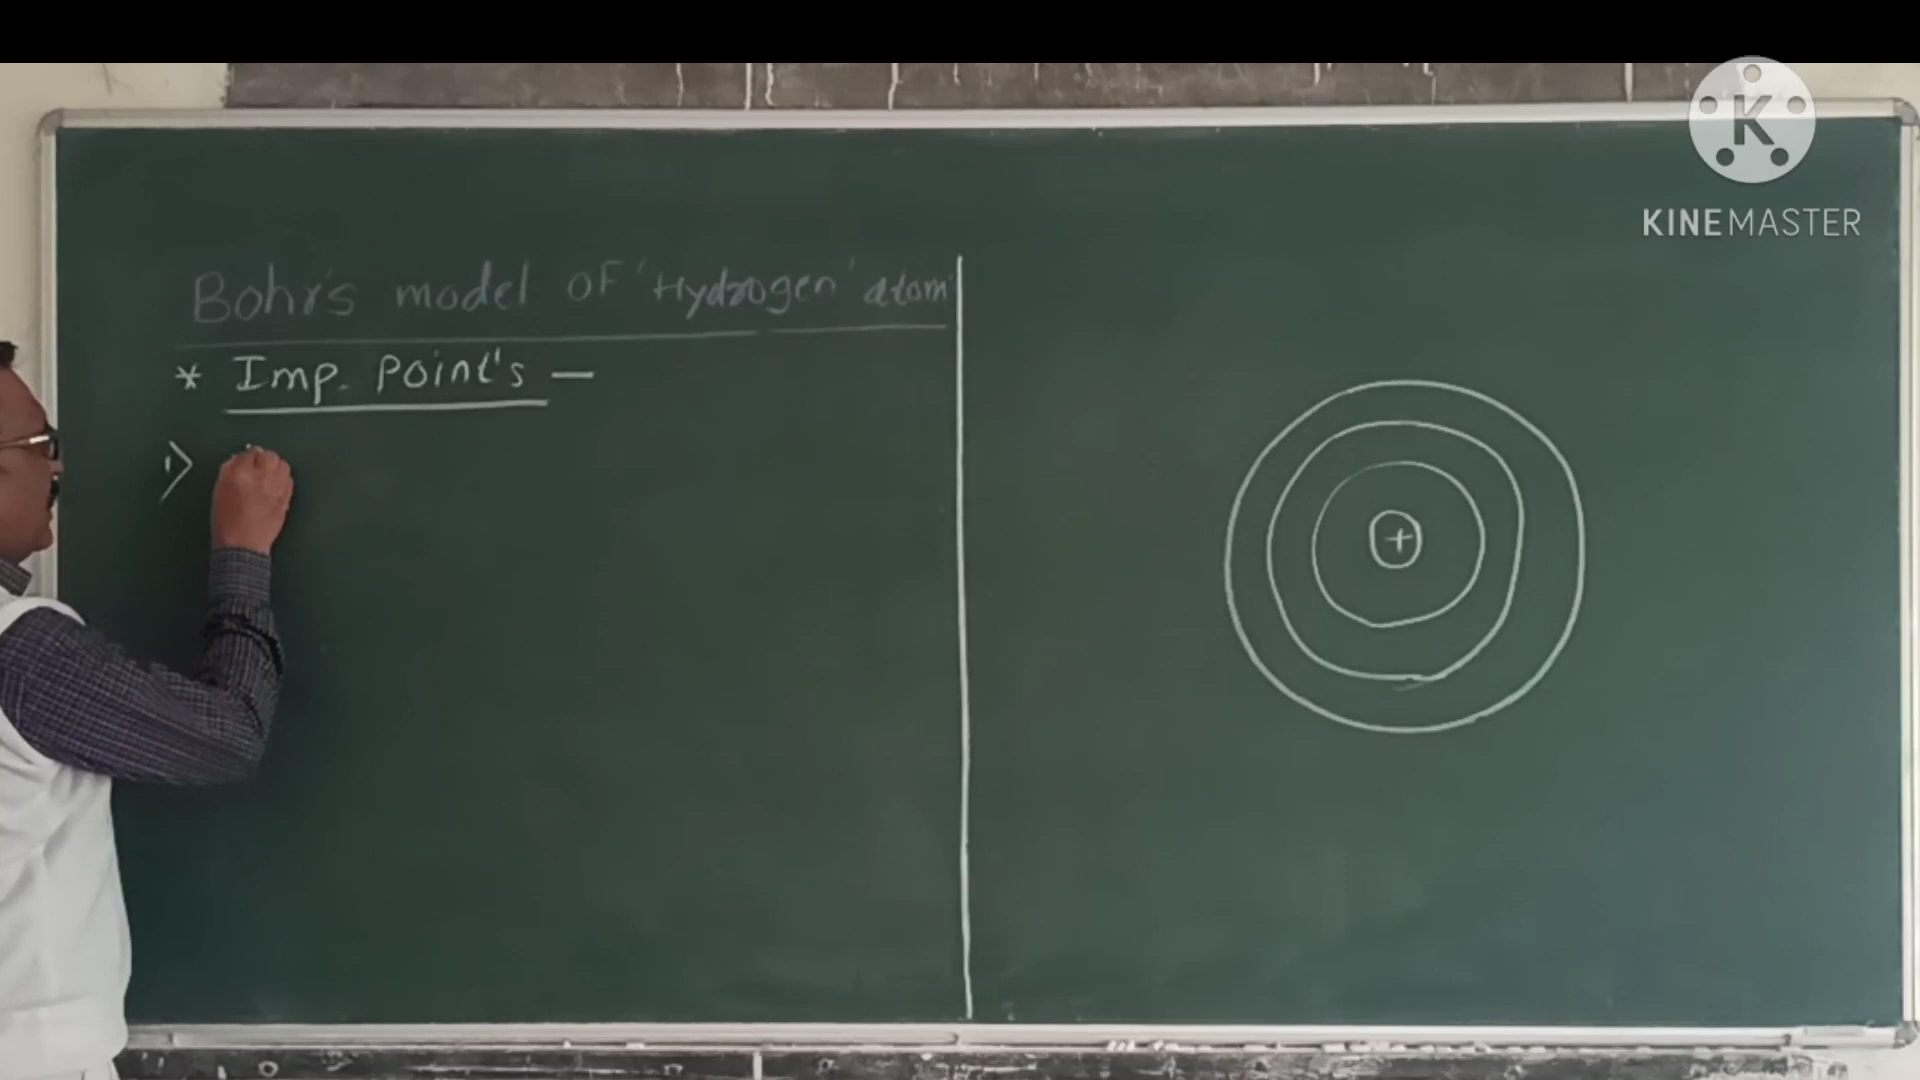 Bohr's model of 'Hydrogen' atom
* Imp. Point's —
1)
+
K
KINEMASTER